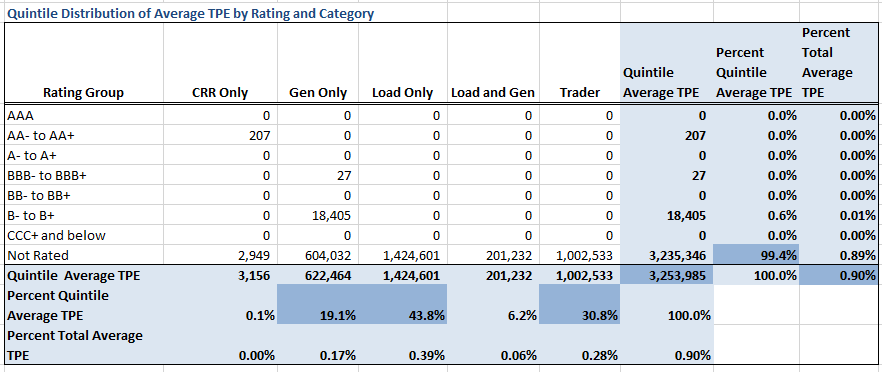 Quintile Distribution of Average TPE by Rating and Category
Rating Group CRR Only Gen Only Load Only Load and Gen Trader Quintile Average TPE Percent Quintile Average TPE Percent Total Average TPE
AAA 0 0 0 0 0 0 0.0% 0.00%
AA- to AA+ 207 0 0 0 0 207 0.0% 0.00%
A- to A+ 0 0 0 0 0 0 0.0% 0.00%
BBB- to BBB+ 0 27 0 0 0 27 0.0% 0.00%
BB- to BB+ 0 0 0 0 0 0 0.0% 0.00%
B- to B+ 0 18,405 0 0 0 18,405 0.6% 0.01%
CCC+ and below 0 0 0 0 0 0 0.0% 0.00%
Not Rated 2,949 604,032 1,424,601 201,232 1,002,533 3,235,346 99.4% 0.89%
Quintile Average TPE 3,156 622,464 1,424,601 201,232 1,002,533 3,253,985 100.0% 0.90%
Percent Quintile
Average TPE 0.1% 19.1% 43.8% 6.2% 30.8% 100.0%
Percent Total Average
TPE 0.00% 0.17% 0.39% 0.06% 0.28% 0.90%